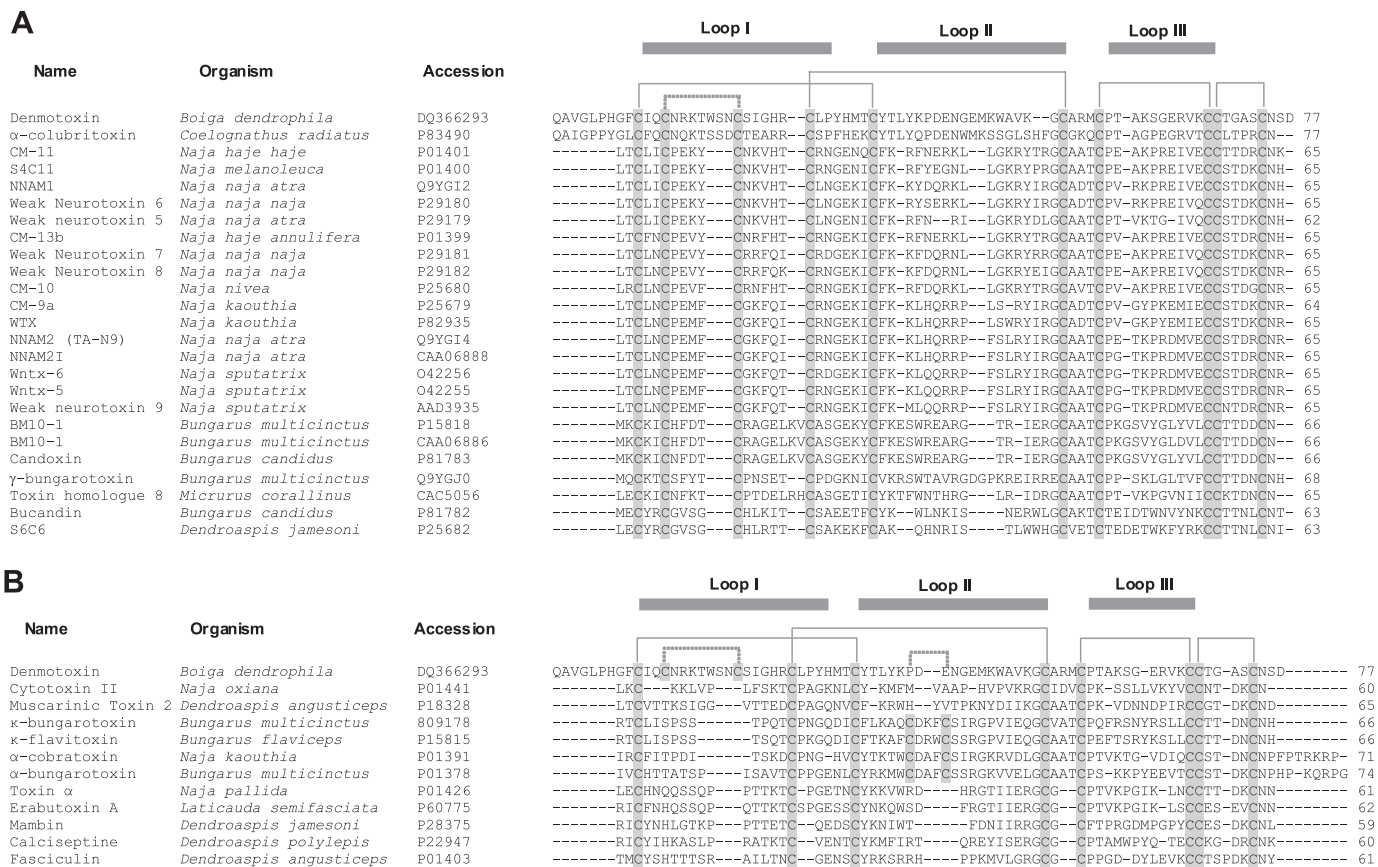 A
Loop I Loop II Loop III
Name Organism Accession
Denmotoxin Boiga dendrophila DQ366293 QAVGLPHGFCIQCNRKTWSNCSIGHR--CLPYHMTCYTLYKPDENGEMKWAVK--GCARMCPT-AKSGERVKCCTGASCNSD 77
α-colubritoxin Coelognathus radiatus P83490 QAIGPPYGLCFQCNQKTSSDCTEARR--CSPFHEKCYTLYQPDENWMKSSGLSHFGCGKQCPT-AGPEGRVTCCLTPRCN-- 77
CM-11 Naja haje haje P01401 -------LTCLICPEKY---CNKVHT--CRNGENQCFK-RFNERKL--LGKRYTRGCAATCPE-AKPREIVECCTTDRCNK- 65
S4C11 Naja melanoleuca P01400 -------LTCLICPEKY---CNKVHT--CRNGENICFK-RFYEGNL--LGKRYPRGCAATCPE-AKPREIVECCSTDKCNH- 65
NNAM1 Naja naja atra Q9YGI2 -------LTCLICPEKY---CNKVHT--CLNGENICFK-KYDQRKL--LGKRYIRGCADTCPV-RKPREIVECCSTDKCNH- 65
Weak Neurotoxin 6 Naja naja naja P29180 -------LTCLICPEKY---CNKVHT--CLNGEKICFK-RYSERKL--LGKRYIRGCADTCPV-RKPREIVQCCSTDKCNH- 65
Weak Neurotoxin 5 Naja naja atra P29179 -------LTCLICPEKY---CNKVHT--CLNGENICFK-RFN--RI--LGKRYDLGCAATCPT-VKTG-IVQCCSTDKCNH- 62
CM-13b Naja haje annulifera P01399 -------LTCFNCPEVY---CNRFHT--CRNGEKICFK-RFNERKL--LGKRYTRGCAATCPV-AKPREIVECCSTDRCNH- 65
Weak Neurotoxin 7 Naja naja naja P29181 -------LTCLNCPEVY---CRRFQI--CRDGEKICFK-KFDQRNL--LGKRYRRGCAATCPE-AKPREIVQCCSTDKCNR- 65
Weak Neurotoxin 8 Naja naja naja P29182 -------LTCLNCPEVY---CRRFQK--CRNGEKICFK-KFDQRNL--LGKRYEIGCAATCPE-AKPREIVQCCSTDKCNR- 65
CM-10 Naja nivea P25680 -------LRCLNCPEVF---CRNFHT--CRNGEKICFK-RFDQRKL--LGKRYTRGCAVTCPV-AKPREIVECCSTDGCNR- 65
CM-9a Naja kaouthia P25679 -------LTCLNCPEMF---CGKFQI--CRNGEKICFK-KLHQRRP--LS-RYIRGCADTCPV-GYPKEMIECCSTDKCNR- 64
WTX Naja kaouthia P82935 -------LTCLNCPEMF---CGKFQI--CRNGEKICFK-KLHQRRP--LSWRYIRGCADTCPV-GKPYEMIECCSTDKCNR- 65
NNAM2 (TA-N9) Naja naja atra Q9YGI4 -------LTCLNCPEMF---CGKFQI--CRNGEKICFK-KLHQRRP--FSLRYIRGCAATCPG-TKPRDMVECCSTDRCNR- 65
NNAM2I Naja naja atra CAA06888 -------LTCLNCPEMF---CGKFQI--CRNGEKICFK-KLHQRRP--FSLRYIRGCAATCPG-TKPRDMVECCSTDKCNR- 65
Wntx-6 Naja sputatrix O42256 -------LTCLNCPEMF---CGKFQT--CRDGEKICFK-KLQQRRP--FSLRYIRGCAATCPG-TKPRDMVECCSTDRCNR- 65
Wntx-5 Naja sputatrix O42255 -------LTCLNCPEMF---CGKFQI--CRNGEKICFK-KLQQRRP--FSLRYIRGCAATCPG-TKPRDMVECCSTDRCNR- 65
Weak neurotoxin 9 Naja sputatrix AAD3935 -------LTCLNCPEMF---CGKFQI--CRNGEKICFK-MLQQRRP--FSLRYIRGCAATCPG-TKPRDMVECCNTDRCNR- 65
BM10-1 Bungarus multicinctus P15818 -------MKCKICHFDT---CRAGELKVCASGEKYCFKESWREARG----TR-IERGCAATCPKGSVYGLYVLCCTTDDCN- 66
BM10-1 Bungarus multicinctus CAA06886 -------MKCKICHFDT---CRAGELKVCASGEKYCFKESWREARG----TR-IERGCAATCPKGSVYGLDVLCCTTDDCN- 66
Candoxin Bungarus candidus P81783 -------MKCKICNFDT---CRAGELKVCASGEKYCFKESWREARG----TR-IERGCAATCPKGSVYGLYVLCCTTDDCN- 66
γ-bungarotoxin Bungarus multicinctus Q9YGJ0 -------MQCKTCSFYT---CPNSET--CPDGKNICVKRSWTAVRGDGPKREIRRECAATCPP-SKLGLTVFCCTTDNCNH 68
Toxin homologue 8 Micrurus corallinus CAC5056 -------LECKICNFKT---CPTDELRHCASGETICYKTFWNTHRG----LR-IDRGCAATCPT-VKPGVNIICCKTDNCN- 65
Bucandin Bungarus candidus P81782 -------MECYRCGVSG---CHLKIT--CSAEETFCYK--WLNKIS----NERWLGCAKTCTEIDTWNVYNKCCTTNLCNT- 63
S6C6 Dendroaspis jamesoni P25682 -------LECYRCGVSG---CHLRTT--CSAKEKFCAK--QHNRIS----TLWWHGCVETCTEDETWKFYRKCCTTNLCNI- 63
B
Loop I Loop II Loop III
Name Organism Accession
Denmotoxin Boiga dendrophila DQ366293 QAVGLPHGFCIQCNRKTWSNCSIGHRCLPYHMTCYTLYKPD--ENGEMKWAVKGCARMCPTAKSG-ERVKCCTG-ASCNSD------- 77
Cytotoxin II Naja oxiana P01441 -------LKC----KKLVP---LFSKTCPAGKNLCY-KMFM--VAAP-HVPVKRGCIDVCPK-SSLLVKYVCCNT-DKCN-------- 60
Muscarinic Toxin 2 Dendroaspis angusticeps P18328 -------LTCVTTKSIGG----VTTEDCPAGQNVCF-KRWH--YVTPKNYDIIKGCAATCPK-VDNNDPIRCCGT-DKCND------- 65
κ-bungarotoxin Bungarus multicinctus 809178 -------RTCLISPSS------TPQTCPNGQDICFLKAQCDKFCSIRGPVIEQGCVATCPQFRSNYRSLLCCTT-DNCNH------- 66
κ-flavitoxin Bungarus flaviceps P15815 -------RTCLISPSS------TSQTCPKGQDICFTKAFCDRWCSSRGPVIEQGCAATCPEFTSRYKSLLCCTT-DNCNH------- 66
α-cobratoxin Naja kaouthia P01391 -------IRCFITPDI------TSKDCPNG-HVCYTKTWCDAFCSIRGKRVDLGCAATCPTVKTG-VDIQCCST-DNCNPFPTRKRP- 71
α-bungarotoxin Bungarus multicinctus P01378 -------IVCHTTATSP-----ISAVTCPPGENLCYRKMWCDAFCSSRGKVVELGCAATCPS-KKPYEEVTCCST-DKCNPHP-KQRPG 74
Toxin α Naja pallida P01426 -------LECHNQQSSQP---PTTKTC-PGETNCYKKVWRD---HRGTIIERGCG-CPTVKPGIK-LNCCTT-DKCNN------- 61
Erabutoxin A Laticauda semifasciata P60775 -------RICFNHQSSQP---QTTKTCSPGESSCYNKQWSD---FRGTIIERGCG-CPTVKPGIK-LSCCES-EVCNN------- 62
Mambin Dendroaspis jamesoni P28375 -------RICYNHLGTKP---PTTETC--QEDSCYKNIWT----FDNIIRRGCG-CFTPRGDMPGPYCCES-DKCNL------- 59
Calciseptine Dendroaspis polylepis P22947 -------RICYIHKASLP---RATKTC--VENTCYKMFIRT---QREYISERGCG-CPTAMWPYQ-TECCKG-DRCNK------- 60
Fasciculin Dendroaspis angusticeps P01403 -------TMCYSHTTTSR---AILTNC--GENSCYRKSRRH---PPKMVLGRGCG-CPPGD-DYLEVKCCTSPDKCNY------- 61